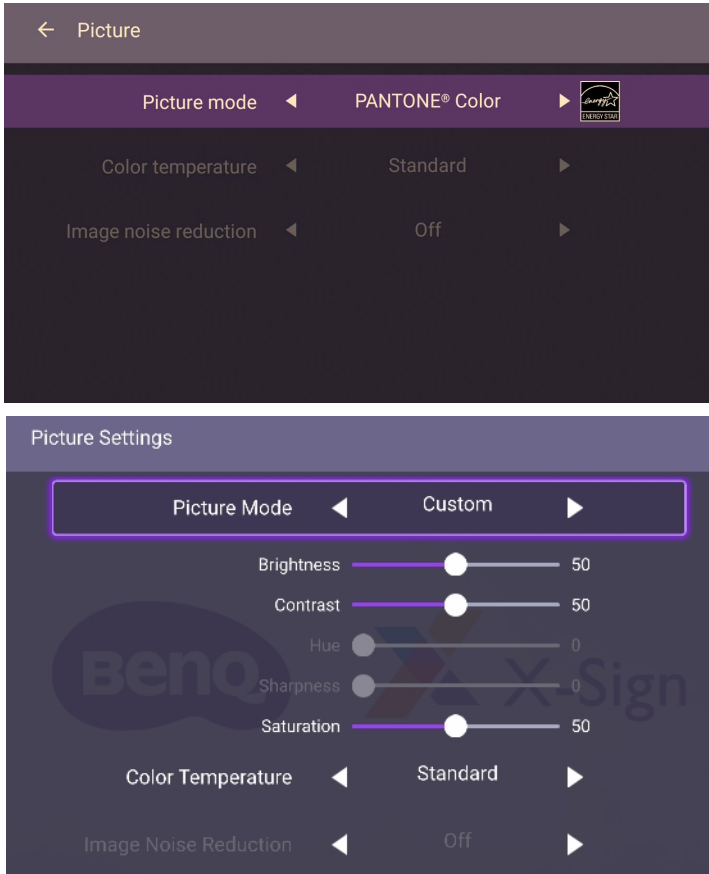 Picture
Picture mode PANTONE® Color
energy
ENERGY STAR
Color temperature Standard
Image noise reduction Off
Picture Settings
Picture Mode Custom
Brightness 50
Contrast 50
Hue 0
Sharpness 0
Saturation 50
BenQ X-Sign
Color Temperature Standard
Image Noise Reduction Off